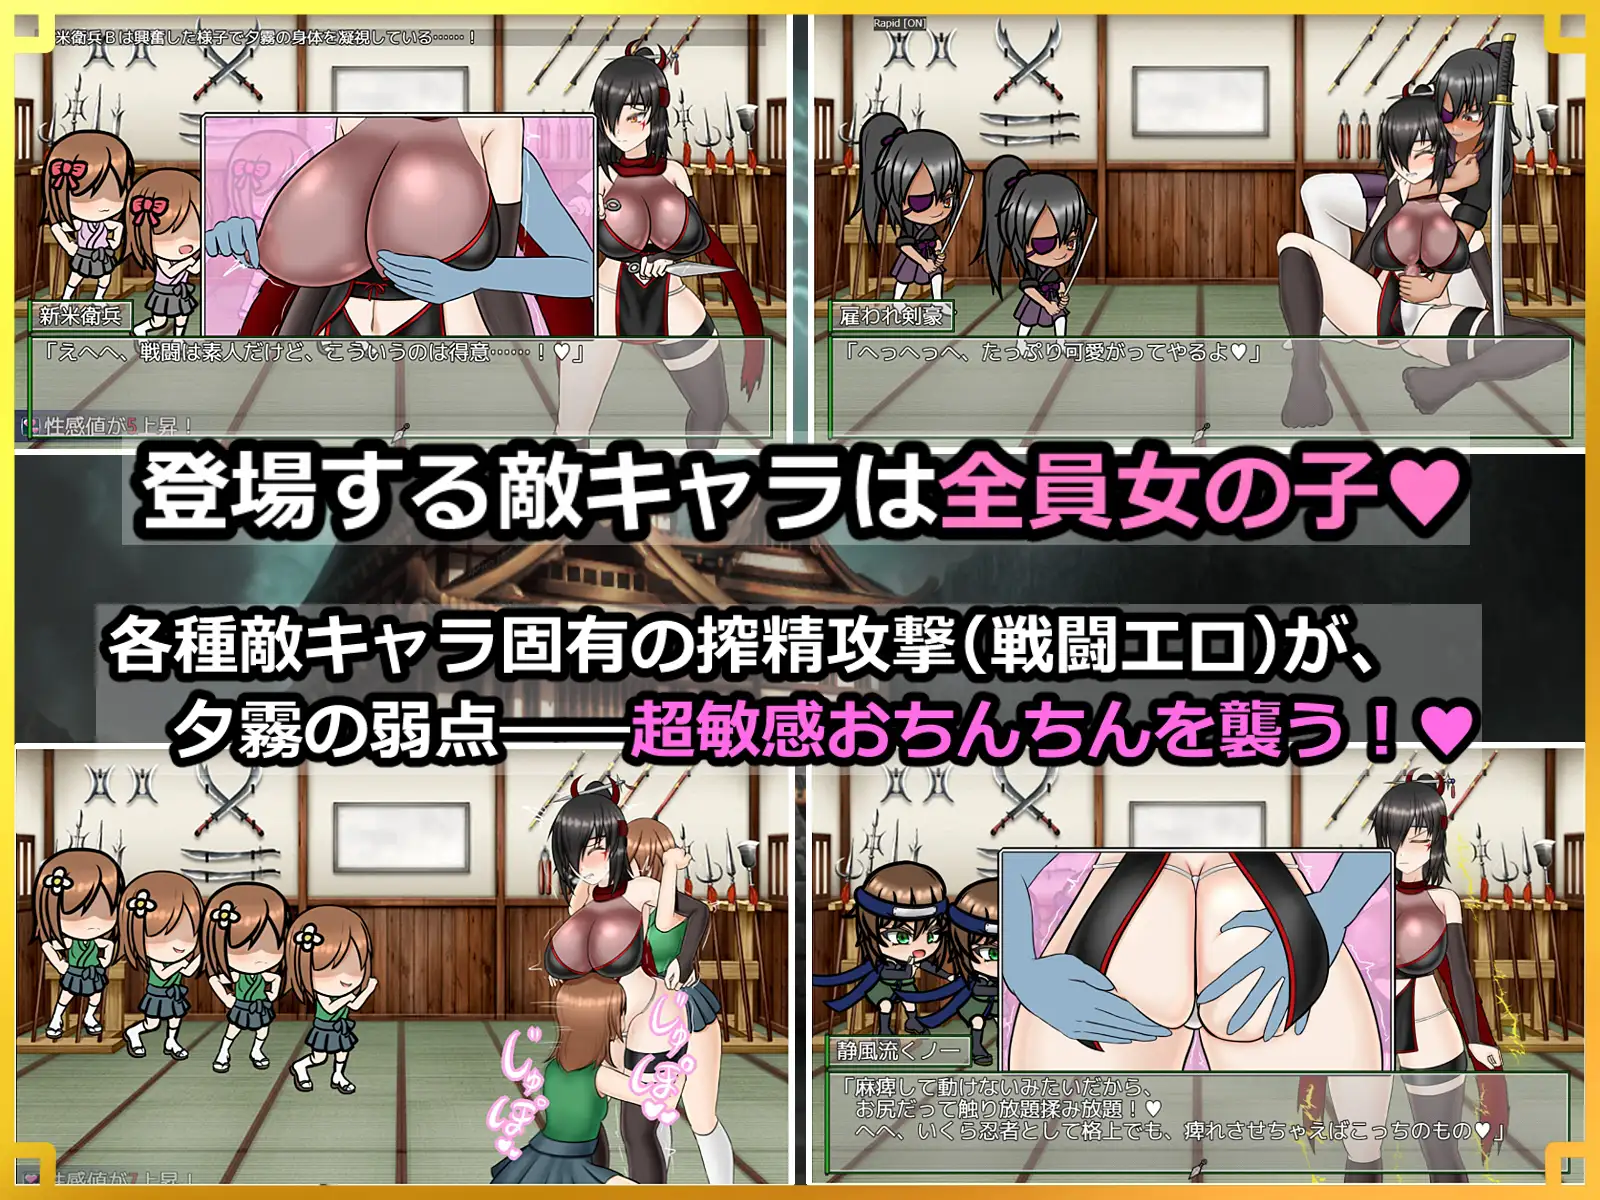 米衛兵Ｂは興奮した様子で夕霧の身体を凝視している……！
新米衛兵
「えへへ、戦闘は素人だけど、こういうのは得意……！♥」
性感値が5上昇！
Rapid [ON]
雇われ剣豪
「へっへっへ、たっぷり可愛がってやるよ♥」
登場する敵キャラは全員女の子♥
各種敵キャラ固有の搾精攻撃(戦闘エロ)が、
夕霧の弱点――超敏感おちんちんを襲う！♥
じゅぽ
じゅぽ
性感値が7上昇！
静風流くノ一
「麻痺して動けないみたいだから、
お尻だって触り放題揉み放題！♥
へへ、いくら忍者として格上でも、痺れさせちゃえばこっちのもの♥」